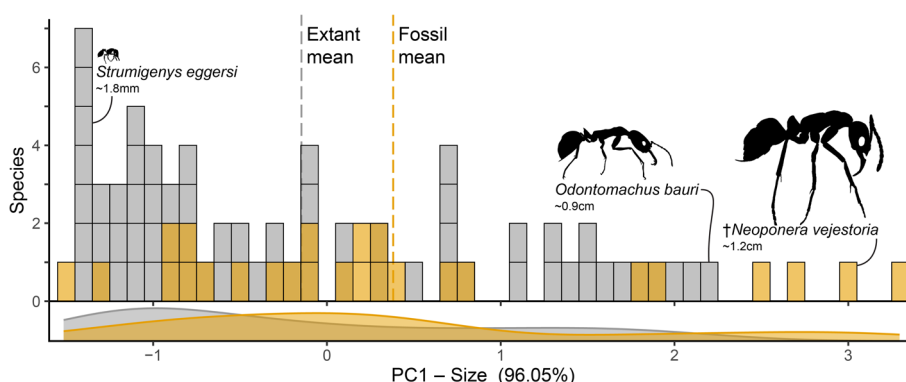 Extant
mean
Fossil
mean
Strumigenys eggersi
~1.8mm
Odontomachus bauri
~0.9cm
†Neoponera vejestoria
~1.2cm
Species
6
4
2
0
−1
0
1
2
3
PC1 – Size (96.05%)